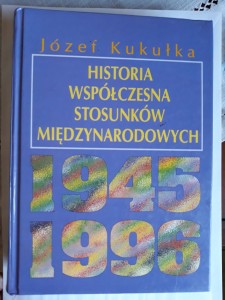 Józef Kukułka
HISTORIA
WSPÓŁCZESNA
STOSUNKÓW
MIĘDZYNARODOWYCH
1945
1996